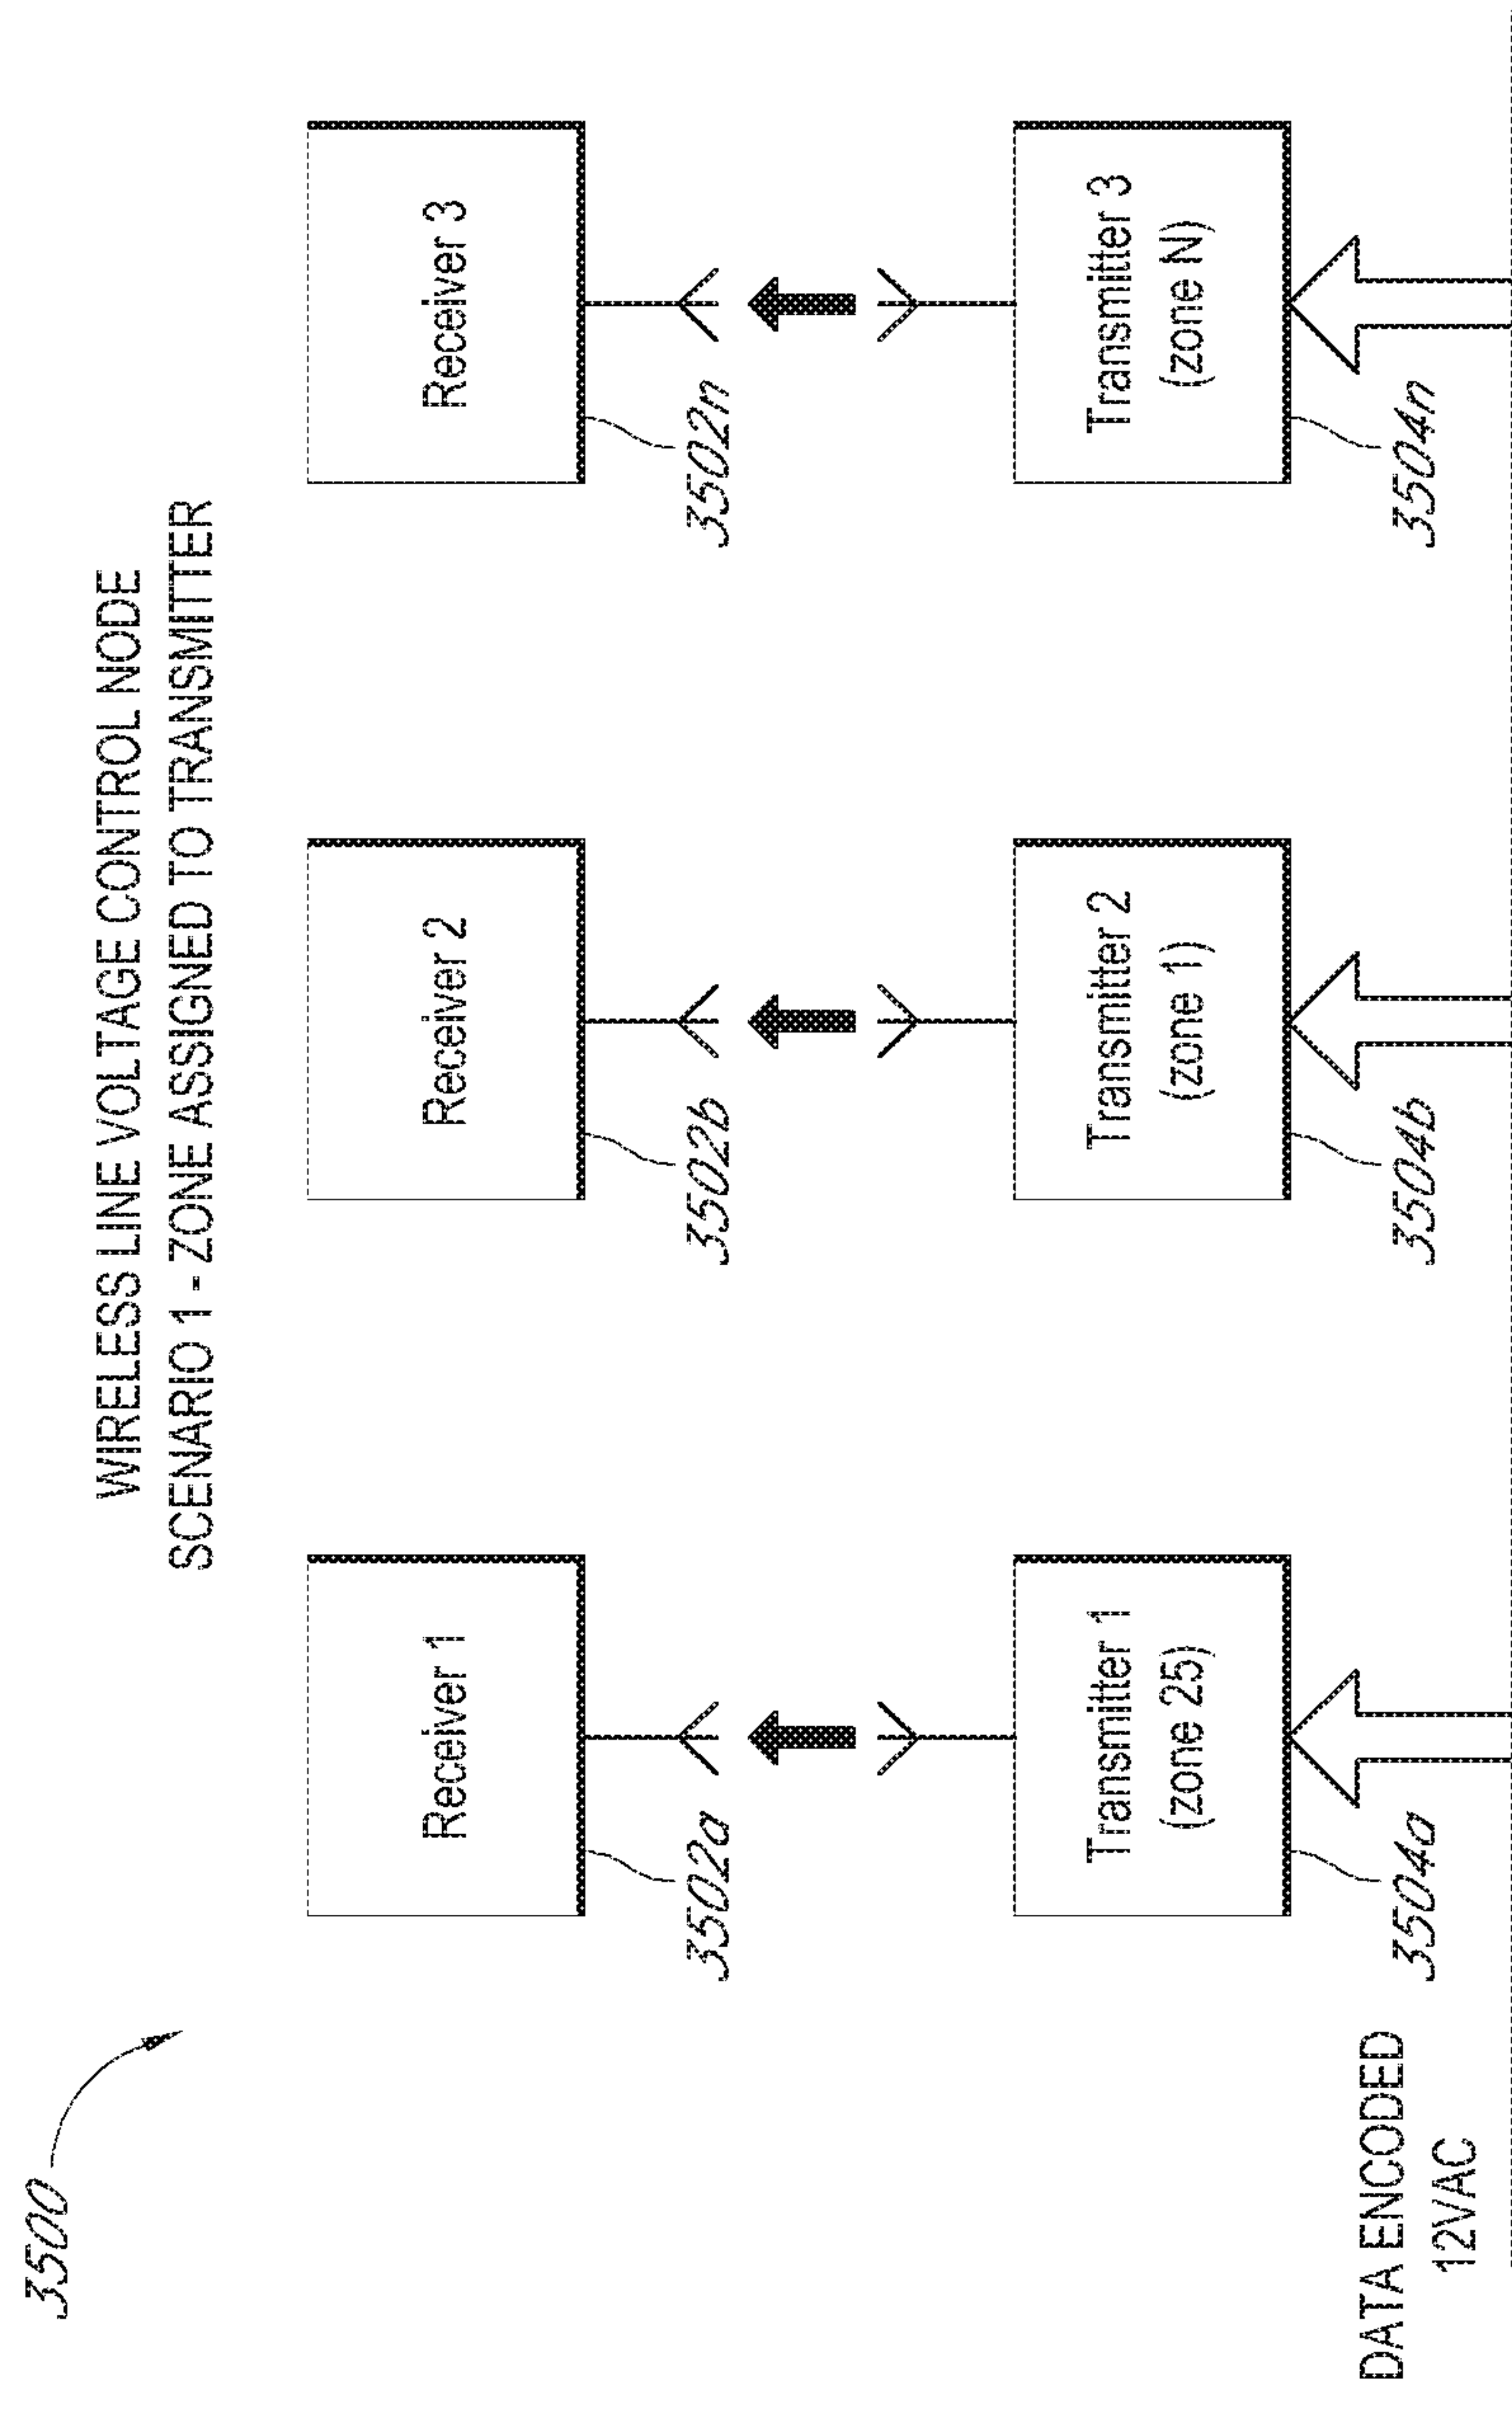 3500
WIRELESS LINE VOLTAGE CONTROL NODE
SCENARIO 1 - ZONE ASSIGNED TO TRANSMITTER
Receiver 1
Receiver 2
Receiver 3
3502a
3502b
3502n
Transmitter 1
(zone 25)
Transmitter 2
(zone 1)
Transmitter 3
(zone N)
3504a
3504b
3504n
DATA ENCODED
12VAC